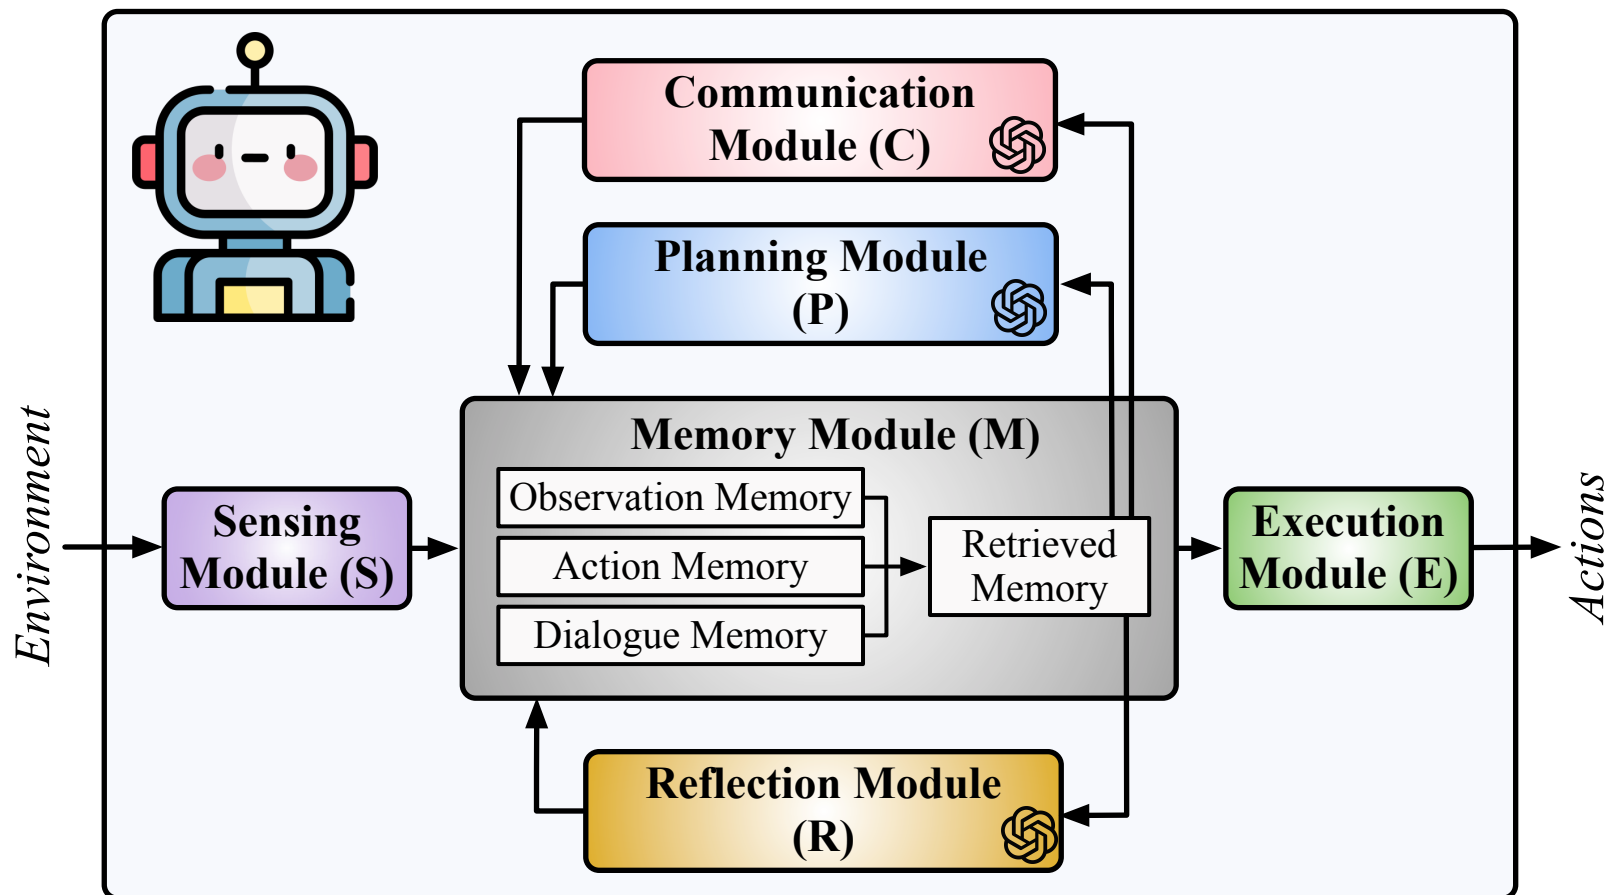 Communication
Module (C)
Planning Module
(P)
Memory Module (M)
Observation Memory
Action Memory
Dialogue Memory
Retrieved
Memory
Environment
Sensing
Module (S)
Execution
Module (E)
Actions
Reflection Module
(R)